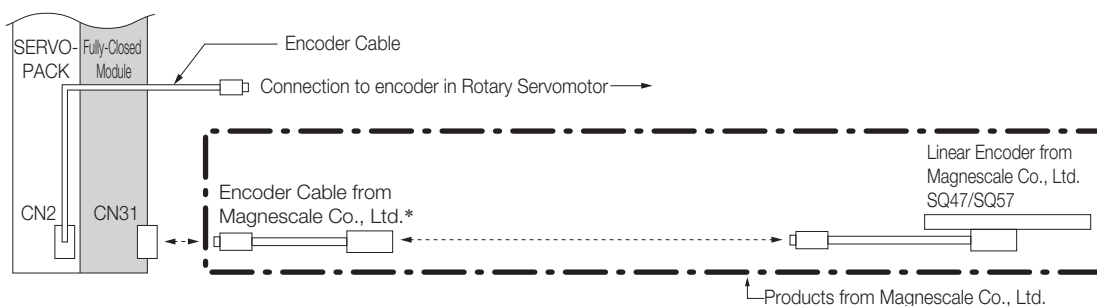 SERVO-
PACK
Fully-Closed
Module
Encoder Cable
Connection to encoder in Rotary Servomotor
Linear Encoder from
Magnescale Co., Ltd.
SQ47/SQ57
Encoder Cable from
Magnescale Co., Ltd.*
CN2
CN31
Products from Magnescale Co., Ltd.